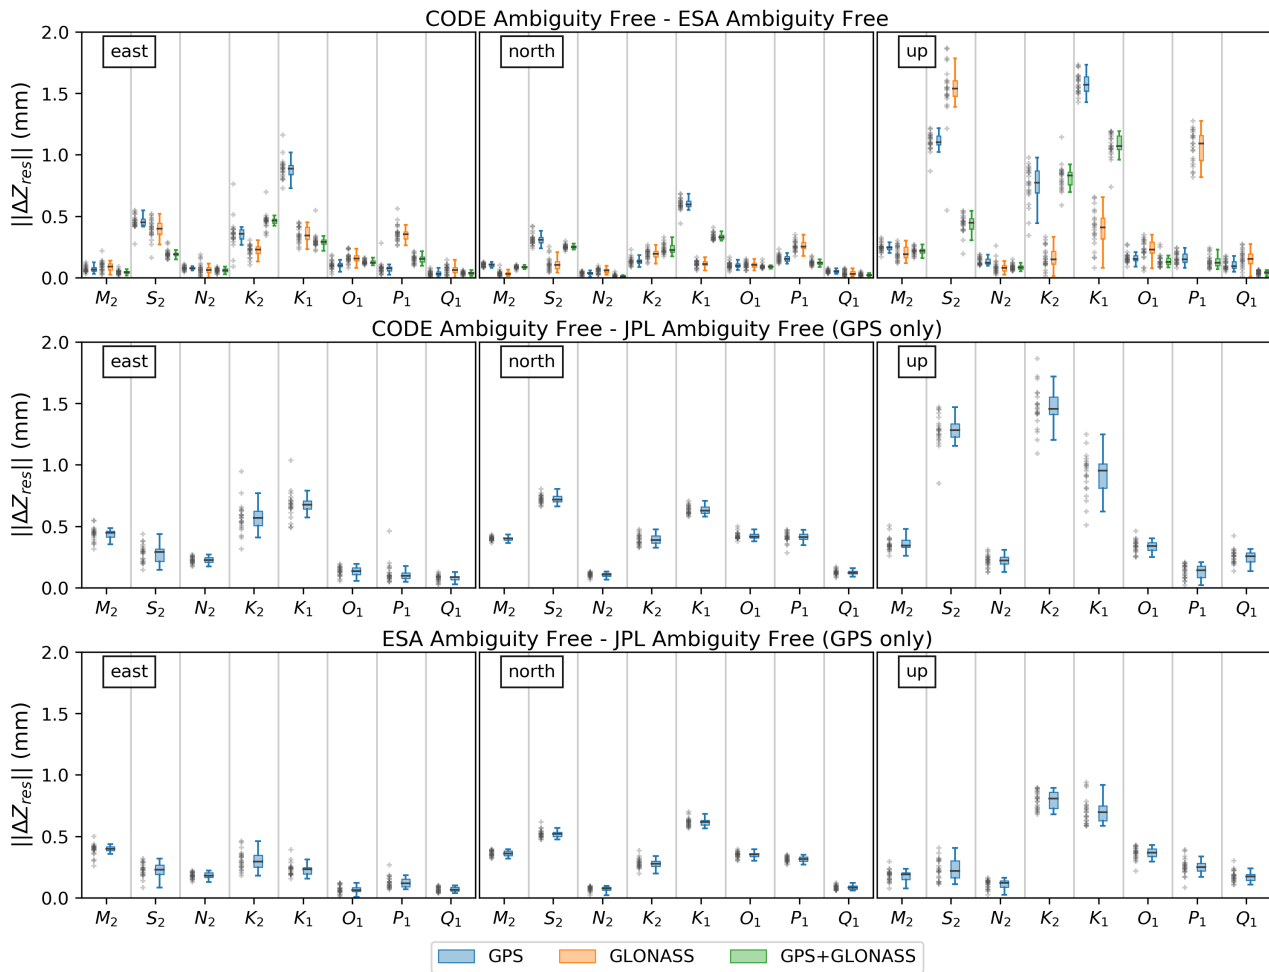 CODE Ambiguity Free - ESA Ambiguity Free
||ΔZ_res|| (mm)
2.0
1.5
1.0
0.5
0.0
east
north
up
M₂ S₂ N₂ K₂ K₁ O₁ P₁ Q₁ M₂ S₂ N₂ K₂ K₁ O₁ P₁ Q₁ M₂ S₂ N₂ K₂ K₁ O₁ P₁ Q₁
CODE Ambiguity Free - JPL Ambiguity Free (GPS only)
||ΔZ_res|| (mm)
2.0
1.5
1.0
0.5
0.0
east
north
up
M₂ S₂ N₂ K₂ K₁ O₁ P₁ Q₁ M₂ S₂ N₂ K₂ K₁ O₁ P₁ Q₁ M₂ S₂ N₂ K₂ K₁ O₁ P₁ Q₁
ESA Ambiguity Free - JPL Ambiguity Free (GPS only)
||ΔZ_res|| (mm)
2.0
1.5
1.0
0.5
0.0
east
north
up
M₂ S₂ N₂ K₂ K₁ O₁ P₁ Q₁ M₂ S₂ N₂ K₂ K₁ O₁ P₁ Q₁ M₂ S₂ N₂ K₂ K₁ O₁ P₁ Q₁
GPS GLONASS GPS+GLONASS